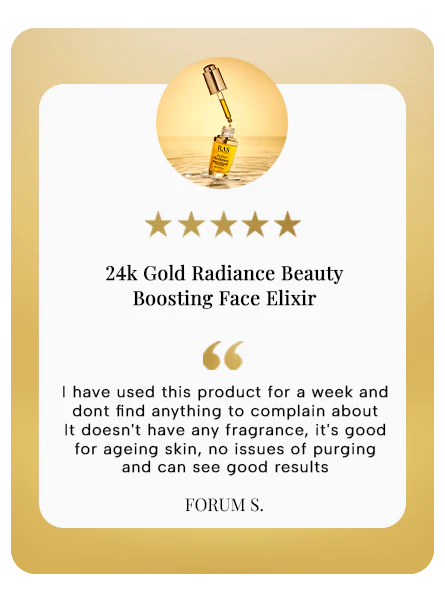 RAS
24k Gold Radiance Beauty
Boosting Face Elixir
I have used this product for a week and
dont find anything to complain about
It doesn't have any fragrance, it's good
for ageing skin, no issues of purging
and can see good results
FORUM S.